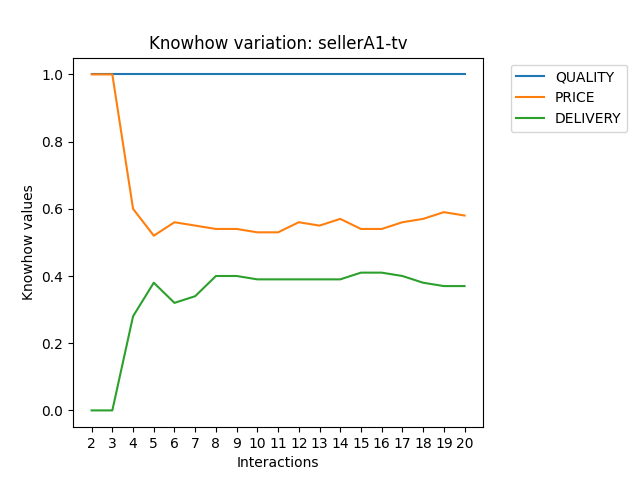 Knowhow variation: sellerA1-tv
QUALITY
PRICE
DELIVERY
Knowhow values
1.0
0.8
0.6
0.4
0.2
0.0
2 3 4 5 6 7 8 9 10 11 12 13 14 15 16 17 18 19 20
Interactions